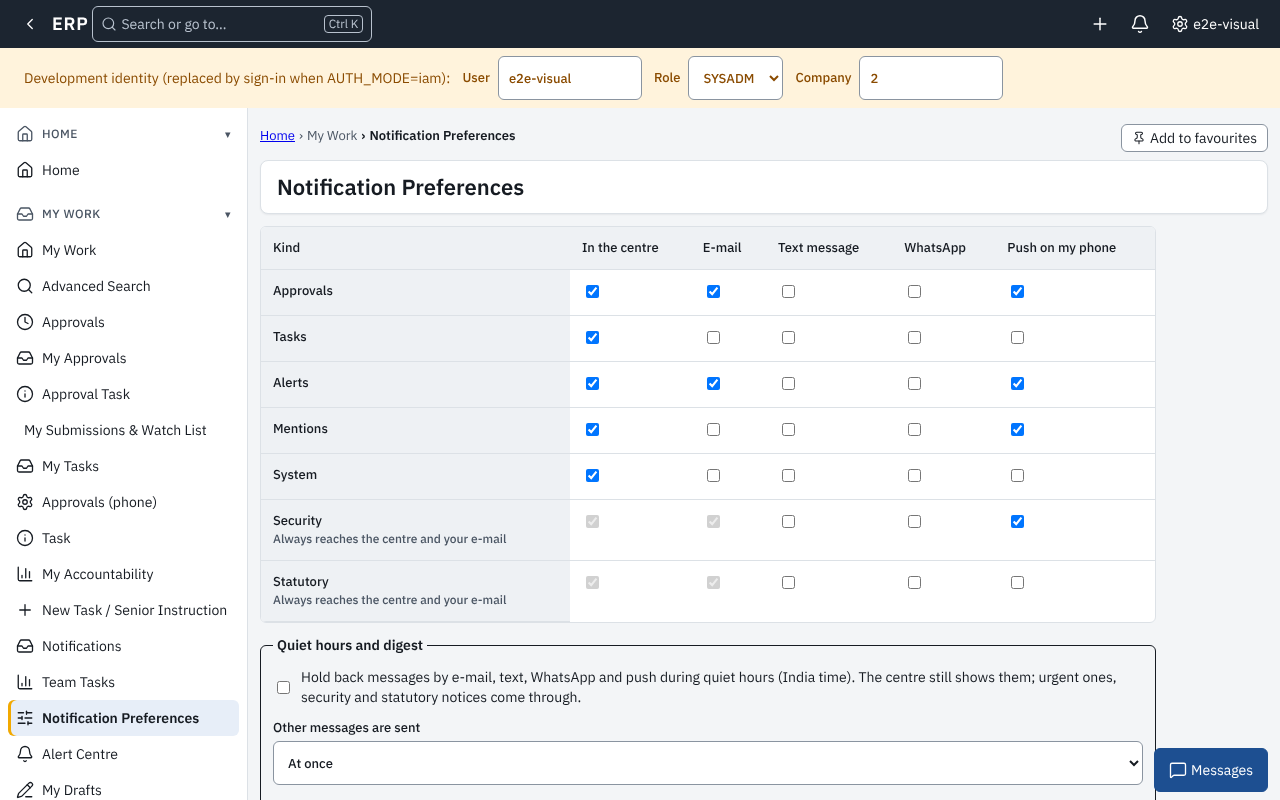 ERP
Search or go to...
Ctrl K
e2e-visual
Development identity (replaced by sign-in when AUTH_MODE=iam):
User
e2e-visual
Role
SYSADM
Company
2
HOME
Home
MY WORK
My Work
Advanced Search
Approvals
My Approvals
Approval Task
My Submissions & Watch List
My Tasks
Approvals (phone)
Task
My Accountability
New Task / Senior Instruction
Notifications
Team Tasks
Notification Preferences
Alert Centre
My Drafts
Home › My Work › Notification Preferences
Add to favourites
Notification Preferences
Kind In the centre E-mail Text message WhatsApp Push on my phone
Approvals
Tasks
Alerts
Mentions
System
Security
Always reaches the centre and your e-mail
Statutory
Always reaches the centre and your e-mail
Quiet hours and digest
Hold back messages by e-mail, text, WhatsApp and push during quiet hours (India time). The centre still shows them; urgent ones,
security and statutory notices come through.
Other messages are sent
At once
Messages